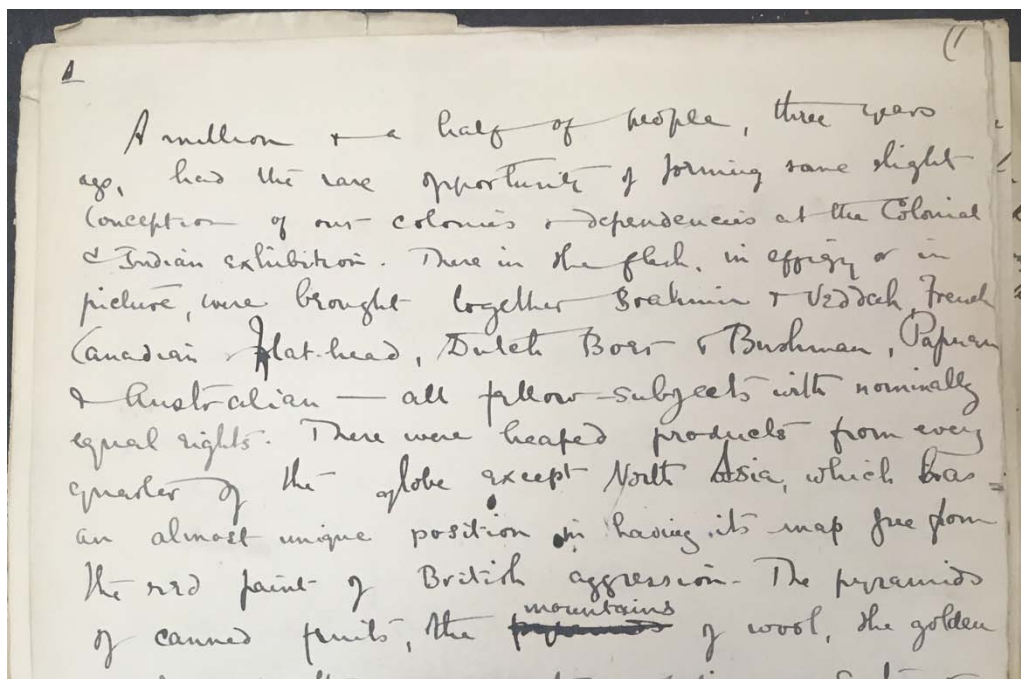 A million & a half of people, three years
ago, had the rare opportunity of forming some slight
conception of our colonies & dependencies at the Colonial
& Indian exhibition. There in the flesh, in effigy or in
picture, were brought together Brahmin & Veddah, French
Canadian & Flat-head, Dutch Boer & Bushman, Papuan
& Australian — all fellow-subjects with nominally
equal rights. There were heaped products from every
quarter of the globe except North Asia, which has
an almost unique position in having its map free from
the red paint of British aggression. The pyramids
of canned fruits, the mountains of wool, the golden